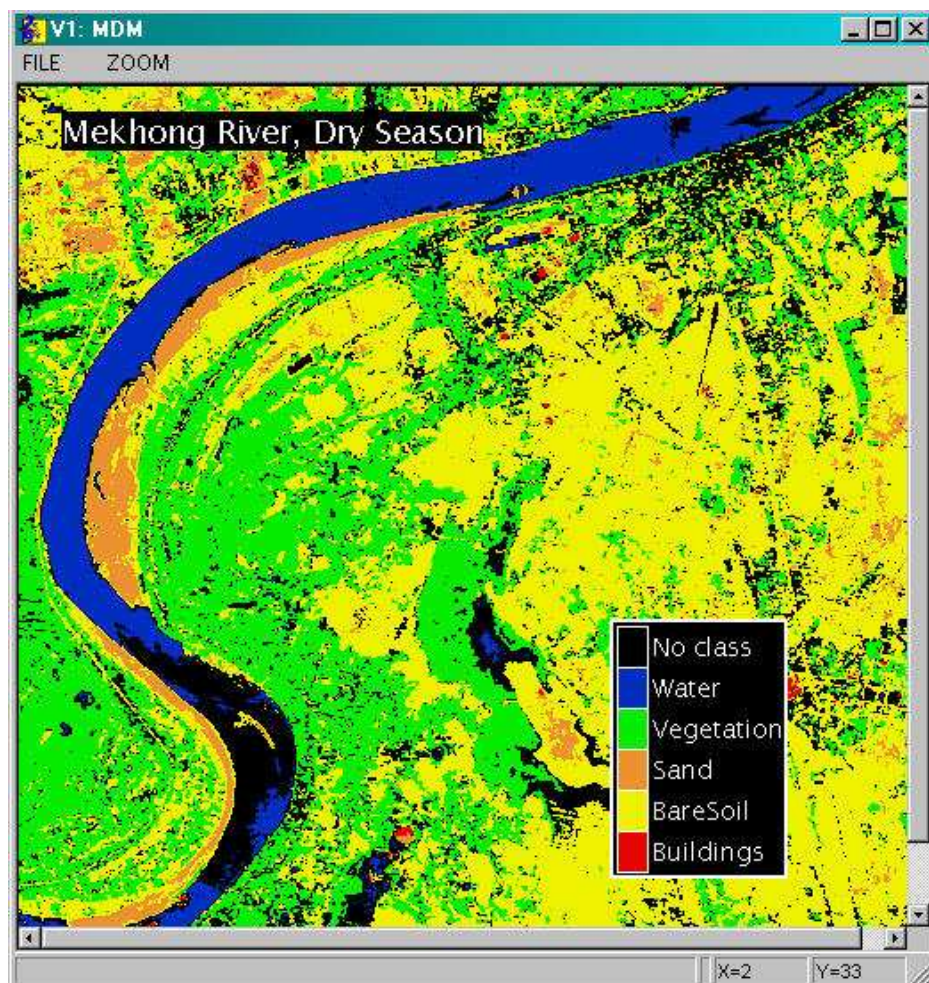 V1: MDM
FILE ZOOM
Mekhong River, Dry Season
No class
Water
Vegetation
Sand
BareSoil
Buildings
X=2 Y=33